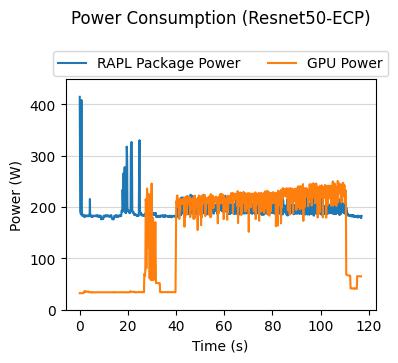 Power Consumption (Resnet50-ECP)
RAPL Package Power GPU Power
400
300
200
100
0
Power (W)
0 20 40 60 80 100 120
Time (s)